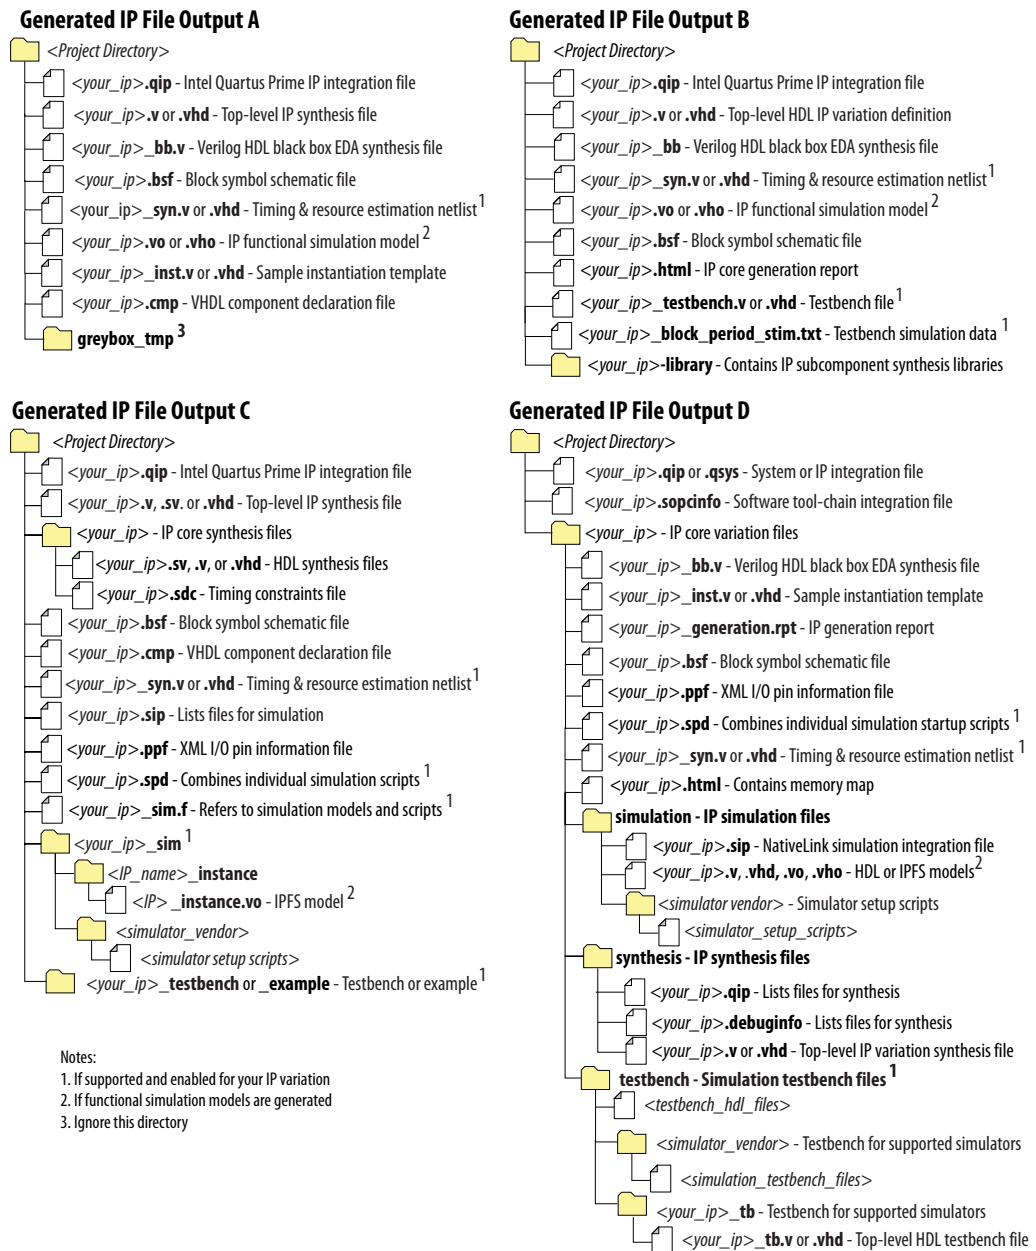 Generated IP File Output A
<Project Directory>
<your_ip>.qip - Intel Quartus Prime IP integration file
<your_ip>.v or .vhd - Top-level IP synthesis file
<your_ip>_bb.v - Verilog HDL black box EDA synthesis file
<your_ip>.bsf - Block symbol schematic file
<your_ip>_syn.v or .vhd - Timing & resource estimation netlist 1
<your_ip>.vo or .vho - IP functional simulation model 2
<your_ip>_inst.v or .vhd - Sample instantiation template
<your_ip>.cmp - VHDL component declaration file
greybox_tmp 3
Generated IP File Output B
<Project Directory>
<your_ip>.qip - Intel Quartus Prime IP integration file
<your_ip>.v or .vhd - Top-level HDL IP variation definition
<your_ip>_bb - Verilog HDL black box EDA synthesis file
<your_ip>_syn.v or .vhd - Timing & resource estimation netlist 1
<your_ip>.vo or .vho - IP functional simulation model 2
<your_ip>.bsf - Block symbol schematic file
<your_ip>.html - IP core generation report
<your_ip>_testbench.v or .vhd - Testbench file 1
<your_ip>_block_period_stim.txt - Testbench simulation data 1
<your_ip>-library - Contains IP subcomponent synthesis libraries
Generated IP File Output C
<Project Directory>
<your_ip>.qip - Intel Quartus Prime IP integration file
<your_ip>.v, .sv. or .vhd - Top-level IP synthesis file
<your_ip> - IP core synthesis files
<your_ip>.sv, .v, or .vhd - HDL synthesis files
<your_ip>.sdc - Timing constraints file
<your_ip>.bsf - Block symbol schematic file
<your_ip>.cmp - VHDL component declaration file
<your_ip>_syn.v or .vhd - Timing & resource estimation netlist 1
<your_ip>.sip - Lists files for simulation
<your_ip>.ppf - XML I/O pin information file
<your_ip>.spd - Combines individual simulation scripts 1
<your_ip>_sim.f - Refers to simulation models and scripts 1
<your_ip>_sim 1
<IP_name>_instance
<IP> _instance.vo - IPFS model 2
<simulator_vendor>
<simulator setup scripts>
<your_ip>_testbench or _example - Testbench or example 1
Notes:
1. If supported and enabled for your IP variation
2. If functional simulation models are generated
3. Ignore this directory
Generated IP File Output D
<Project Directory>
<your_ip>.qip or .qsys - System or IP integration file
<your_ip>.sopcinfo - Software tool-chain integration file
<your_ip> - IP core variation files
<your_ip>_bb.v - Verilog HDL black box EDA synthesis file
<your_ip>_inst.v or .vhd - Sample instantiation template
<your_ip>_generation.rpt - IP generation report
<your_ip>.bsf - Block symbol schematic file
<your_ip>.ppf - XML I/O pin information file
<your_ip>.spd - Combines individual simulation startup scripts 1
<your_ip>_syn.v or .vhd - Timing & resource estimation netlist 1
<your_ip>.html - Contains memory map
simulation - IP simulation files
<your_ip>.sip - NativeLink simulation integration file
<your_ip>.v, .vhd, .vo, .vho - HDL or IPFS models 2
<simulator vendor> - Simulator setup scripts
<simulator_setup_scripts>
synthesis - IP synthesis files
<your_ip>.qip - Lists files for synthesis
<your_ip>.debuginfo - Lists files for synthesis
<your_ip>.v or .vhd - Top-level IP variation synthesis file
testbench - Simulation testbench files 1
<testbench_hdl_files>
<simulator_vendor> - Testbench for supported simulators
<simulation_testbench_files>
<your_ip>_tb - Testbench for supported simulators
<your_ip>_tb.v or .vhd - Top-level HDL testbench file